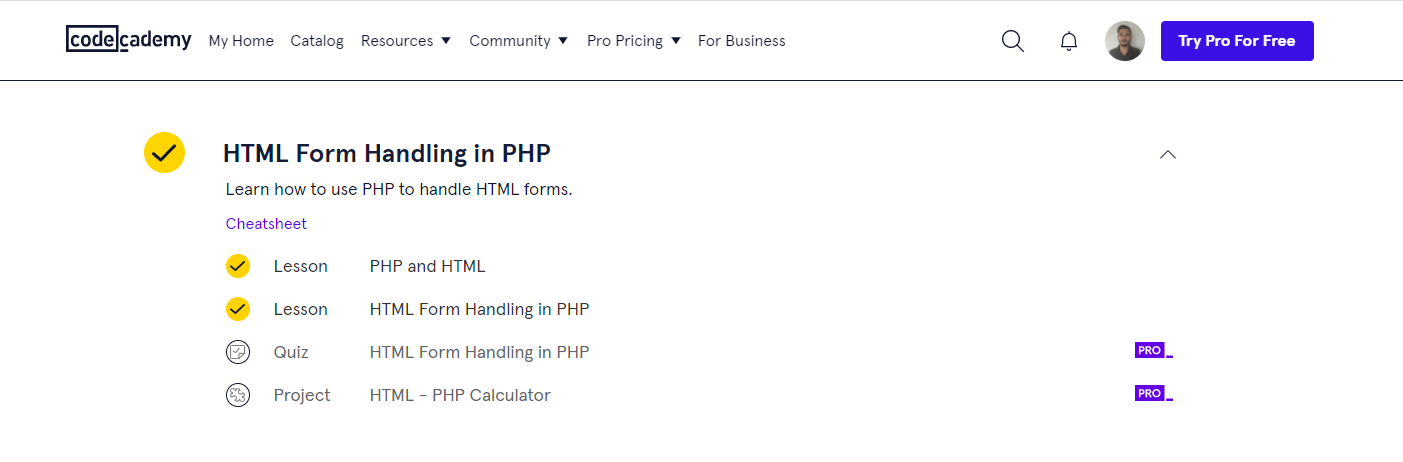 codecademy My Home Catalog Resources Community Pro Pricing For Business Try Pro For Free
HTML Form Handling in PHP
Learn how to use PHP to handle HTML forms.
Cheatsheet
Lesson PHP and HTML
Lesson HTML Form Handling in PHP
Quiz HTML Form Handling in PHP PRO_
Project HTML - PHP Calculator PRO_